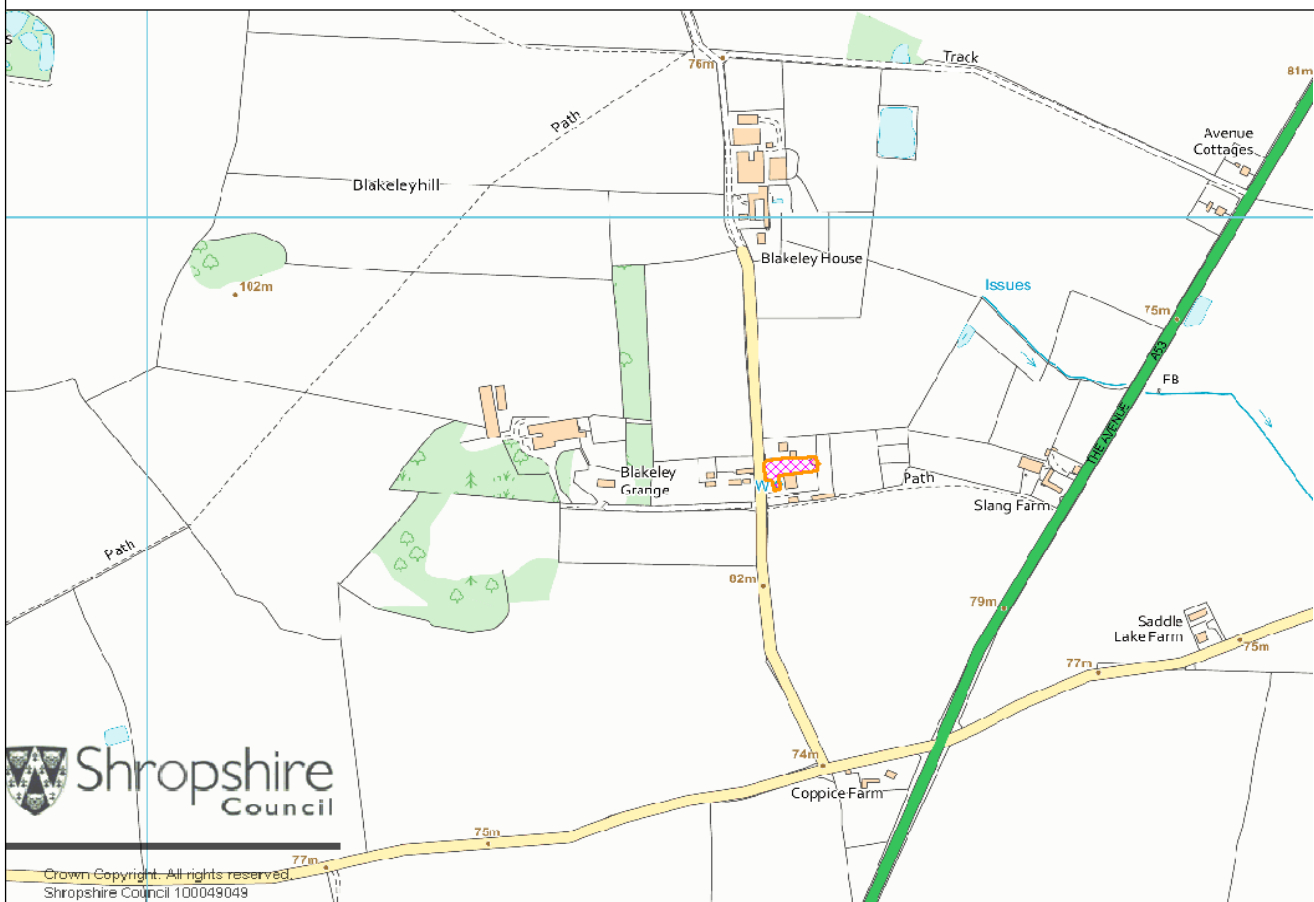 s
76m
Track
81m
Path
Avenue
Cottages
Blakeleyhill
Blakeley House
102m
Issues
75m
A53
FB
THE AVENUE
Blakeley
Grange
W
Path
Slang Farm
Path
82m
79m
Saddle
Lake Farm
75m
77m
74m
Coppice Farm
Shropshire
Council
75m
77m
Crown Copyright. All rights reserved.
Shropshire Council 100049049